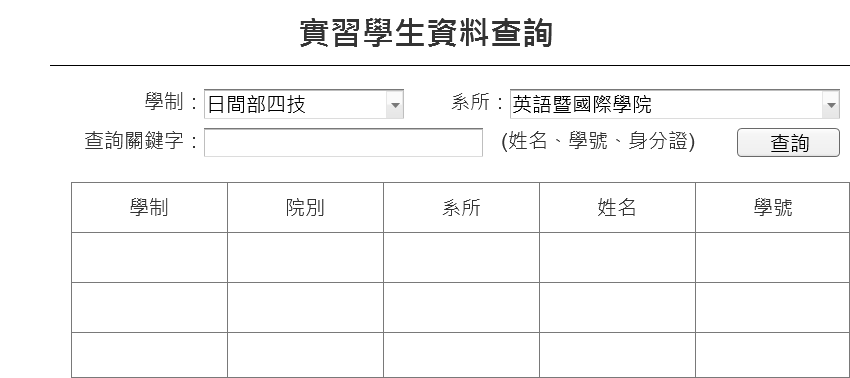 實習學生資料查詢
學制：日間部四技 系所：英語暨國際學院
查詢關鍵字： (姓名、學號、身分證) 查詢
學制 院別 系所 姓名 學號